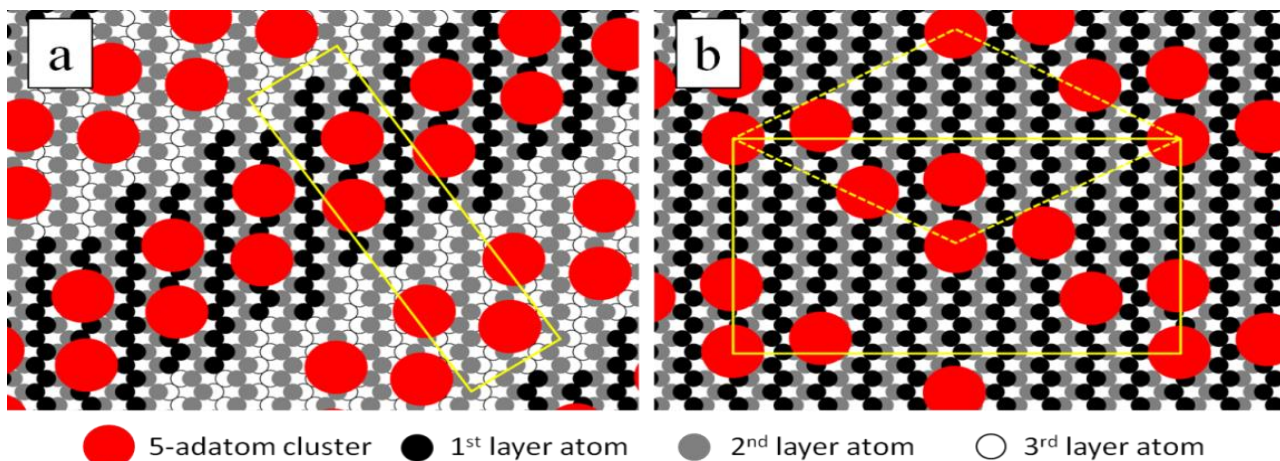 a
b
5-adatom cluster
1st layer atom
2nd layer atom
3rd layer atom